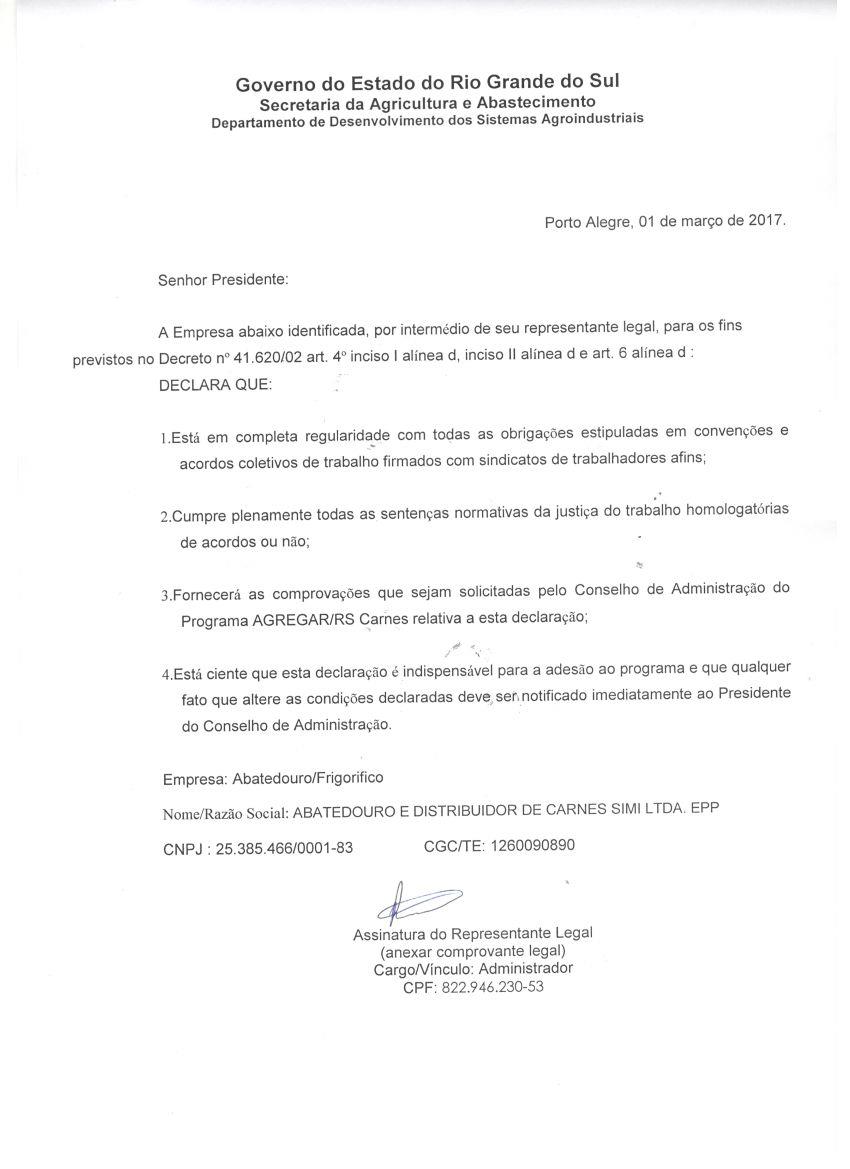 Governo do Estado do Rio Grande do Sul
Secretaria da Agricultura e Abastecimento
Departamento de Desenvolvimento dos Sistemas Agroindustriais
Porto Alegre, 01 de março de 2017.
Senhor Presidente:
A Empresa abaixo identificada, por intermédio de seu representante legal, para os fins
previstos no Decreto nº 41.620/02 art. 4º inciso I alínea d, inciso II alínea d e art. 6 alínea d :
DECLARA QUE:
1.Está em completa regularidade com todas as obrigações estipuladas em convenções e
acordos coletivos de trabalho firmados com sindicatos de trabalhadores afins;
2.Cumpre plenamente todas as sentenças normativas da justiça do trabalho homologatórias
de acordos ou não;
3.Fornecerá as comprovações que sejam solicitadas pelo Conselho de Administração do
Programa AGREGAR/RS Carnes relativa a esta declaração;
4.Está ciente que esta declaração é indispensável para a adesão ao programa e que qualquer
fato que altere as condições declaradas deve ser notificado imediatamente ao Presidente
do Conselho de Administração.
Empresa: Abatedouro/Frigorifico
Nome/Razão Social: ABATEDOURO E DISTRIBUIDOR DE CARNES SIMI LTDA. EPP
CNPJ : 25.385.466/0001-83 CGC/TE: 1260090890
Assinatura do Representante Legal
(anexar comprovante legal)
Cargo/Vínculo: Administrador
CPF: 822.946.230-53